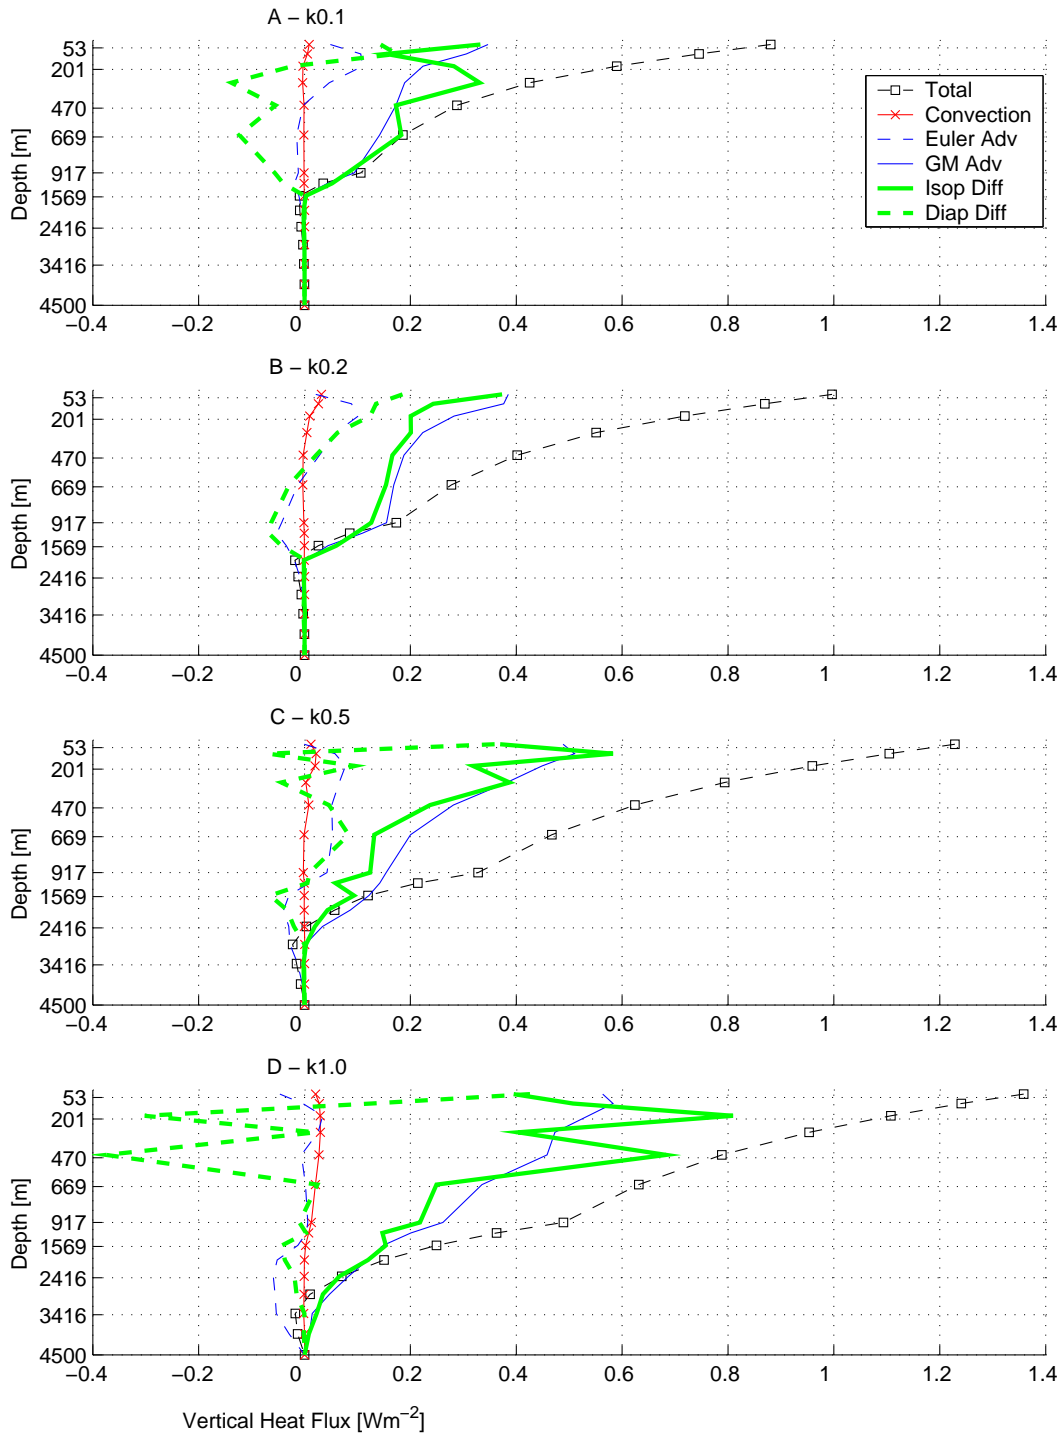 A − k0.1
Depth [m]
53
201
470
669
917
1569
2416
3416
4500
−0.4 −0.2 0 0.2 0.4 0.6 0.8 1 1.2 1.4
Total
Convection
Euler Adv
GM Adv
Isop Diff
Diap Diff
B − k0.2
Depth [m]
53
201
470
669
917
1569
2416
3416
4500
−0.4 −0.2 0 0.2 0.4 0.6 0.8 1 1.2 1.4
C − k0.5
Depth [m]
53
201
470
669
917
1569
2416
3416
4500
−0.4 −0.2 0 0.2 0.4 0.6 0.8 1 1.2 1.4
D − k1.0
Depth [m]
53
201
470
669
917
1569
2416
3416
4500
−0.4 −0.2 0 0.2 0.4 0.6 0.8 1 1.2 1.4
Vertical Heat Flux [Wm⁻²]